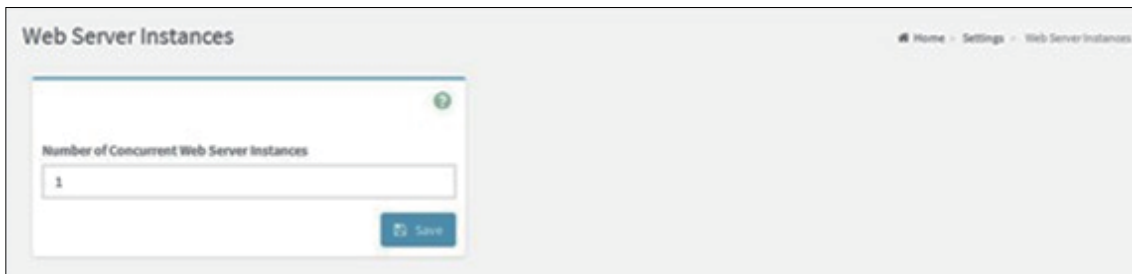 Web Server Instances
Home > Settings > Web Server Instances
Number of Concurrent Web Server Instances
1
Save